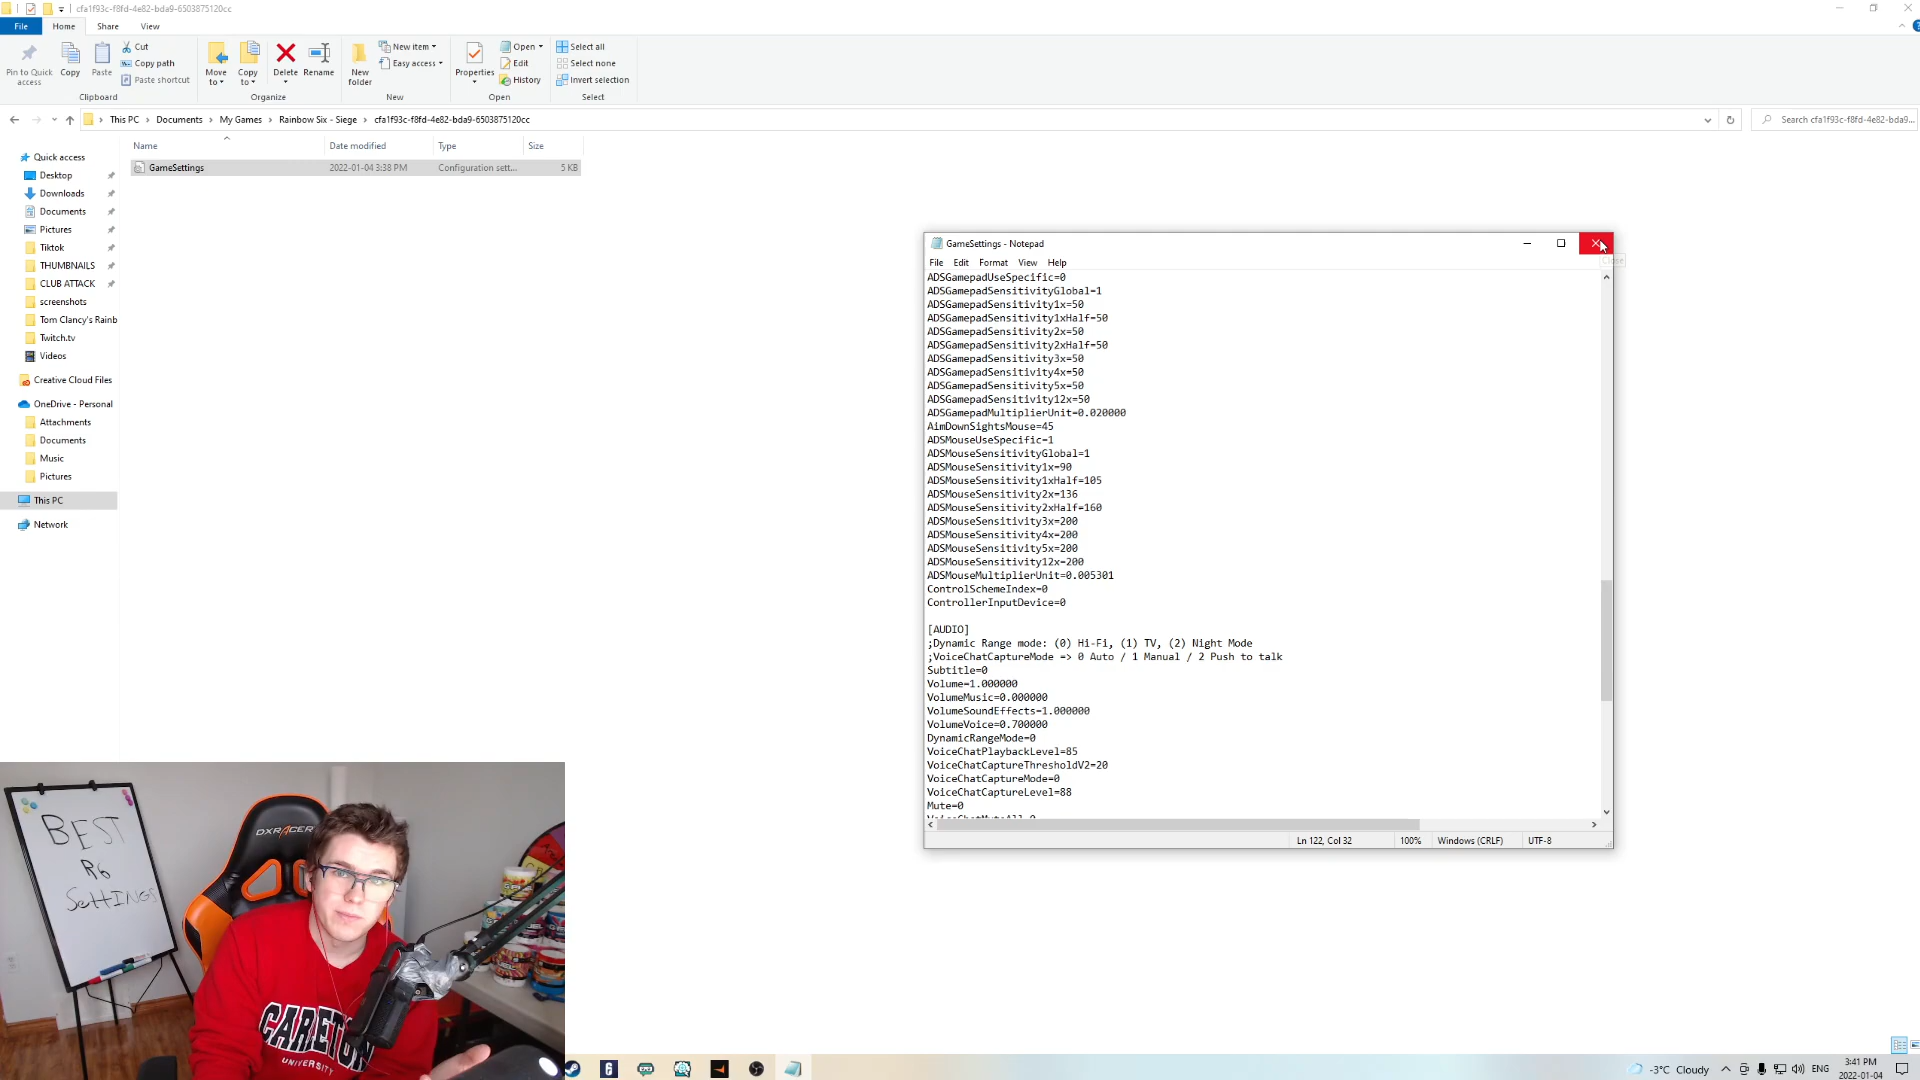 cfa1f93c-f8fd-4e82-bda9-6503875120cc
File Home Share View
Pin to Quick access
Copy
Paste
Cut
Copy path
Paste shortcut
Clipboard
Move to
Copy to
Delete
Rename
Organize
New folder
New item
Easy access
New
Properties
Open
Edit
History
Open
Select all
Select none
Invert selection
Select
This PC > Documents > My Games > Rainbow Six - Siege > cfa1f93c-f8fd-4e82-bda9-6503875120cc
Search cfa1f93c-f8fd-4e82-bda9...
Name Date modified Type Size
GameSettings 2022-01-04 3:38 PM Configuration sett... 5 KB
Quick access
Desktop
Downloads
Documents
Pictures
Tiktok
THUMBNAILS
CLUB ATTACK
screenshots
Tom Clancy's Rainb
Twitch.tv
Videos
Creative Cloud Files
OneDrive - Personal
Attachments
Documents
Music
Pictures
This PC
Network
GameSettings - Notepad
Close
File Edit Format View Help
ADSGamepadUseSpecific=0
ADSGamepadSensitivityGlobal=1
ADSGamepadSensitivity1x=50
ADSGamepadSensitivity1xHalf=50
ADSGamepadSensitivity2x=50
ADSGamepadSensitivity2xHalf=50
ADSGamepadSensitivity3x=50
ADSGamepadSensitivity4x=50
ADSGamepadSensitivity5x=50
ADSGamepadSensitivity12x=50
ADSGamepadMultiplierUnit=0.020000
AimDownSightsMouse=45
ADSMouseUseSpecific=1
ADSMouseSensitivityGlobal=1
ADSMouseSensitivity1x=90
ADSMouseSensitivity1xHalf=105
ADSMouseSensitivity2x=136
ADSMouseSensitivity2xHalf=160
ADSMouseSensitivity3x=200
ADSMouseSensitivity4x=200
ADSMouseSensitivity5x=200
ADSMouseSensitivity12x=200
ADSMouseMultiplierUnit=0.005301
ControlSchemeIndex=0
ControllerInputDevice=0
[AUDIO]
;Dynamic Range mode: (0) Hi-Fi, (1) TV, (2) Night Mode
;VoiceChatCaptureMode => 0 Auto / 1 Manual / 2 Push to talk
Subtitle=0
Volume=1.000000
VolumeMusic=0.000000
VolumeSoundEffects=1.000000
VolumeVoice=0.700000
DynamicRangeMode=0
VoiceChatPlaybackLevel=85
VoiceChatCaptureThresholdV2=20
VoiceChatCaptureMode=0
VoiceChatCaptureLevel=88
Mute=0
Ln 122, Col 32 100% Windows (CRLF) UTF-8
BEST
R6
SettINGS
DXRACER
CARLETON
UNIVERSITY
-3°C Cloudy ENG 3:41 PM
2022-01-04